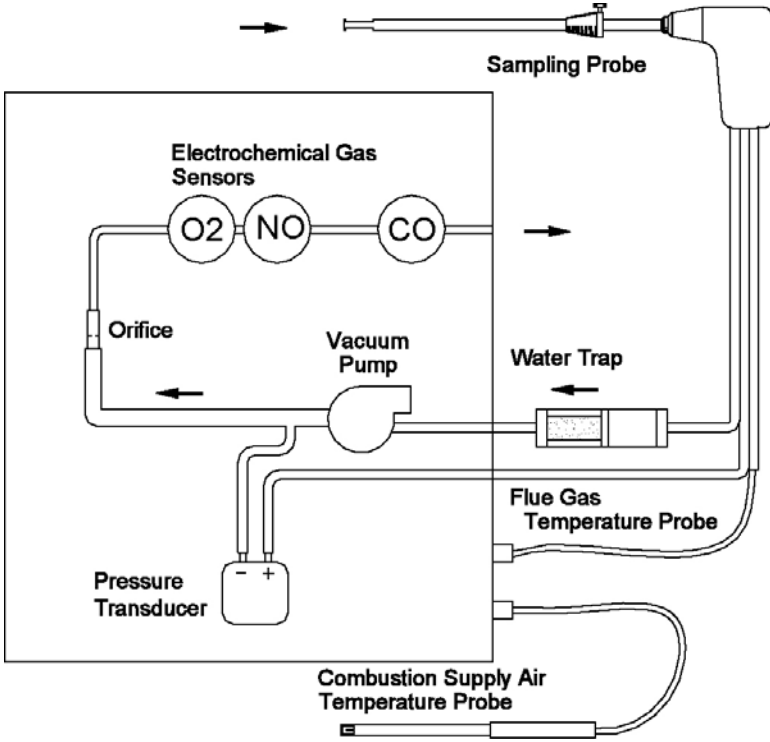 Sampling Probe
Electrochemical Gas
Sensors
O2
NO
CO
Orifice
Vacuum
Pump
Water Trap
Flue Gas
Temperature Probe
- +
Pressure
Transducer
Combustion Supply Air
Temperature Probe